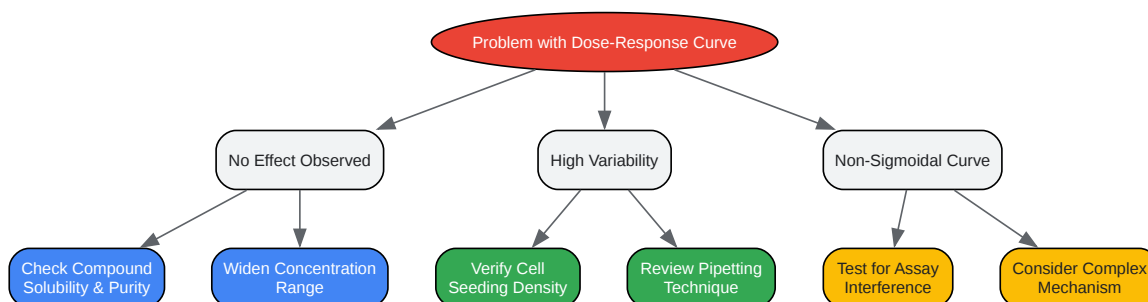 Problem with Dose-Response Curve
No Effect Observed
High Variability
Non-Sigmoidal Curve
Check Compound
Solubility & Purity
Widen Concentration
Range
Verify Cell
Seeding Density
Review Pipetting
Technique
Test for Assay
Interference
Consider Complex
Mechanism